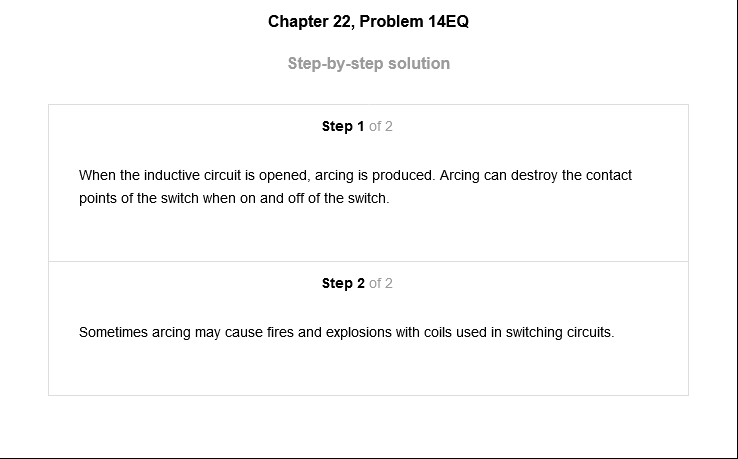 Chapter 22, Problem 14EQ
Step-by-step solution
Step 1 of 2
When the inductive circuit is opened, arcing is produced. Arcing can destroy the contact
points of the switch when on and off of the switch.
Step 2 of 2
Sometimes arcing may cause fires and explosions with coils used in switching circuits.